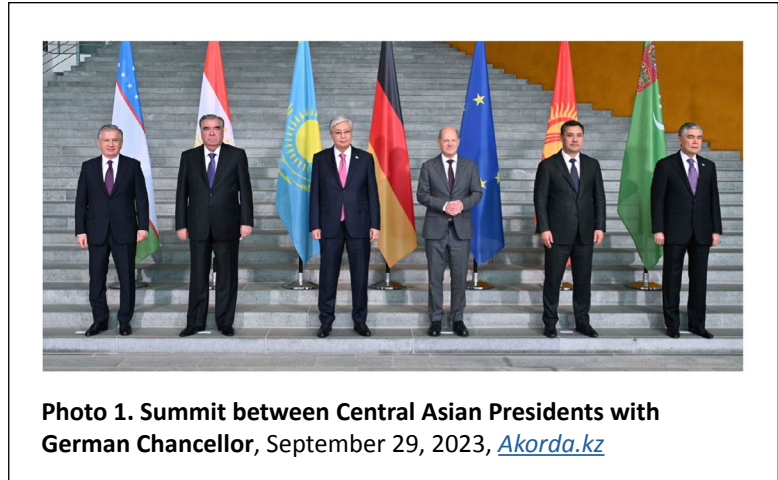 Photo 1. Summit between Central Asian Presidents with
German Chancellor, September 29, 2023, Akorda.kz